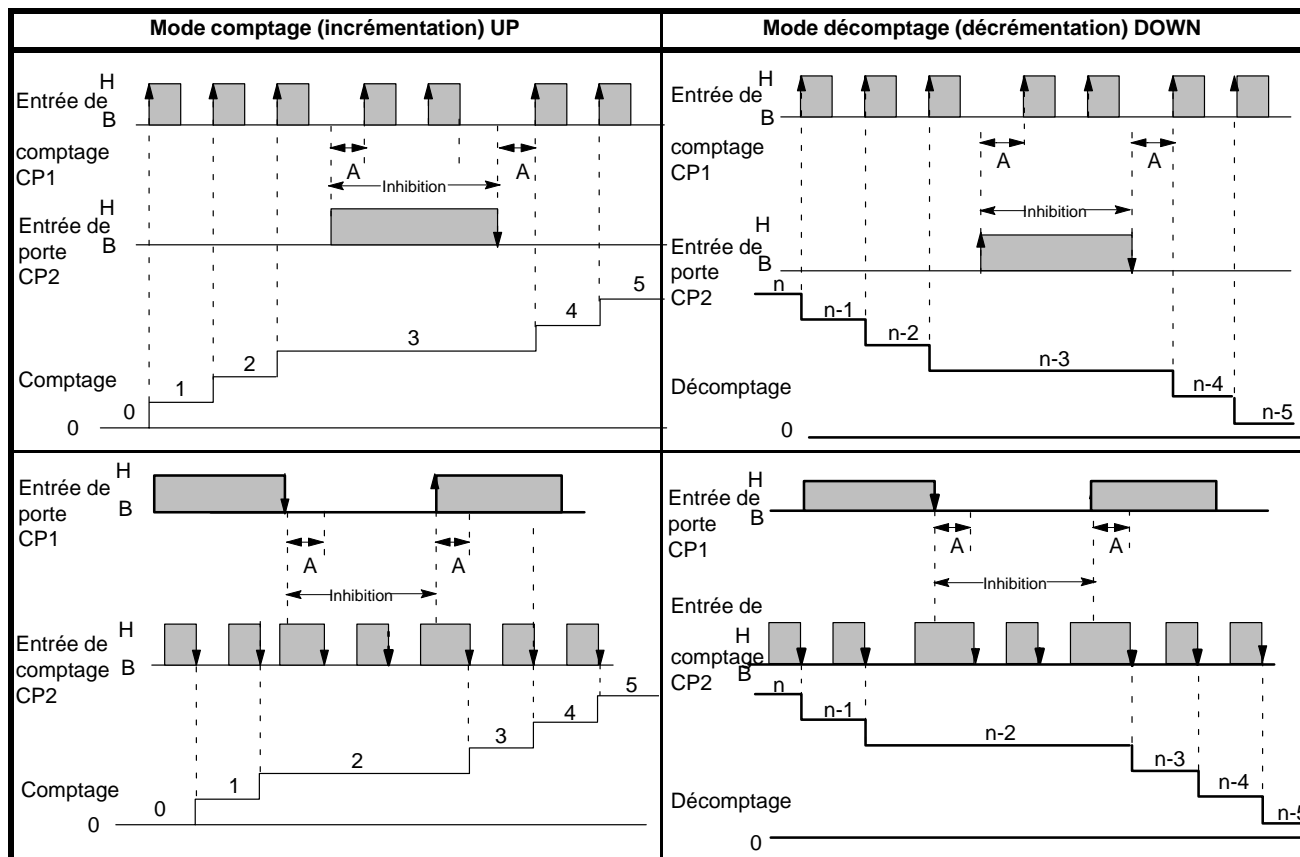 Mode comptage (incrémentation) UP
Mode décomptage (décrémentation) DOWN
H
Entrée de
B
comptage
CP1
A
A
Inhibition
H
Entrée de
B
porte
CP2
5
4
3
2
1
Comptage
0
0
H
Entrée de
B
comptage
CP1
A
A
Inhibition
H
Entrée de
porte
B
CP2
n
n-1
n-2
n-3
n-4
n-5
Décomptage
0
H
Entrée de
B
porte
CP1
A
A
Inhibition
H
Entrée de
comptage
B
CP2
5
4
3
2
1
Comptage
0
0
H
Entrée de
B
porte
CP1
A
A
Inhibition
Entrée de
H
comptage
CP2
B
n
n-1
n-2
n-3
n-4
n-5
Décomptage
0